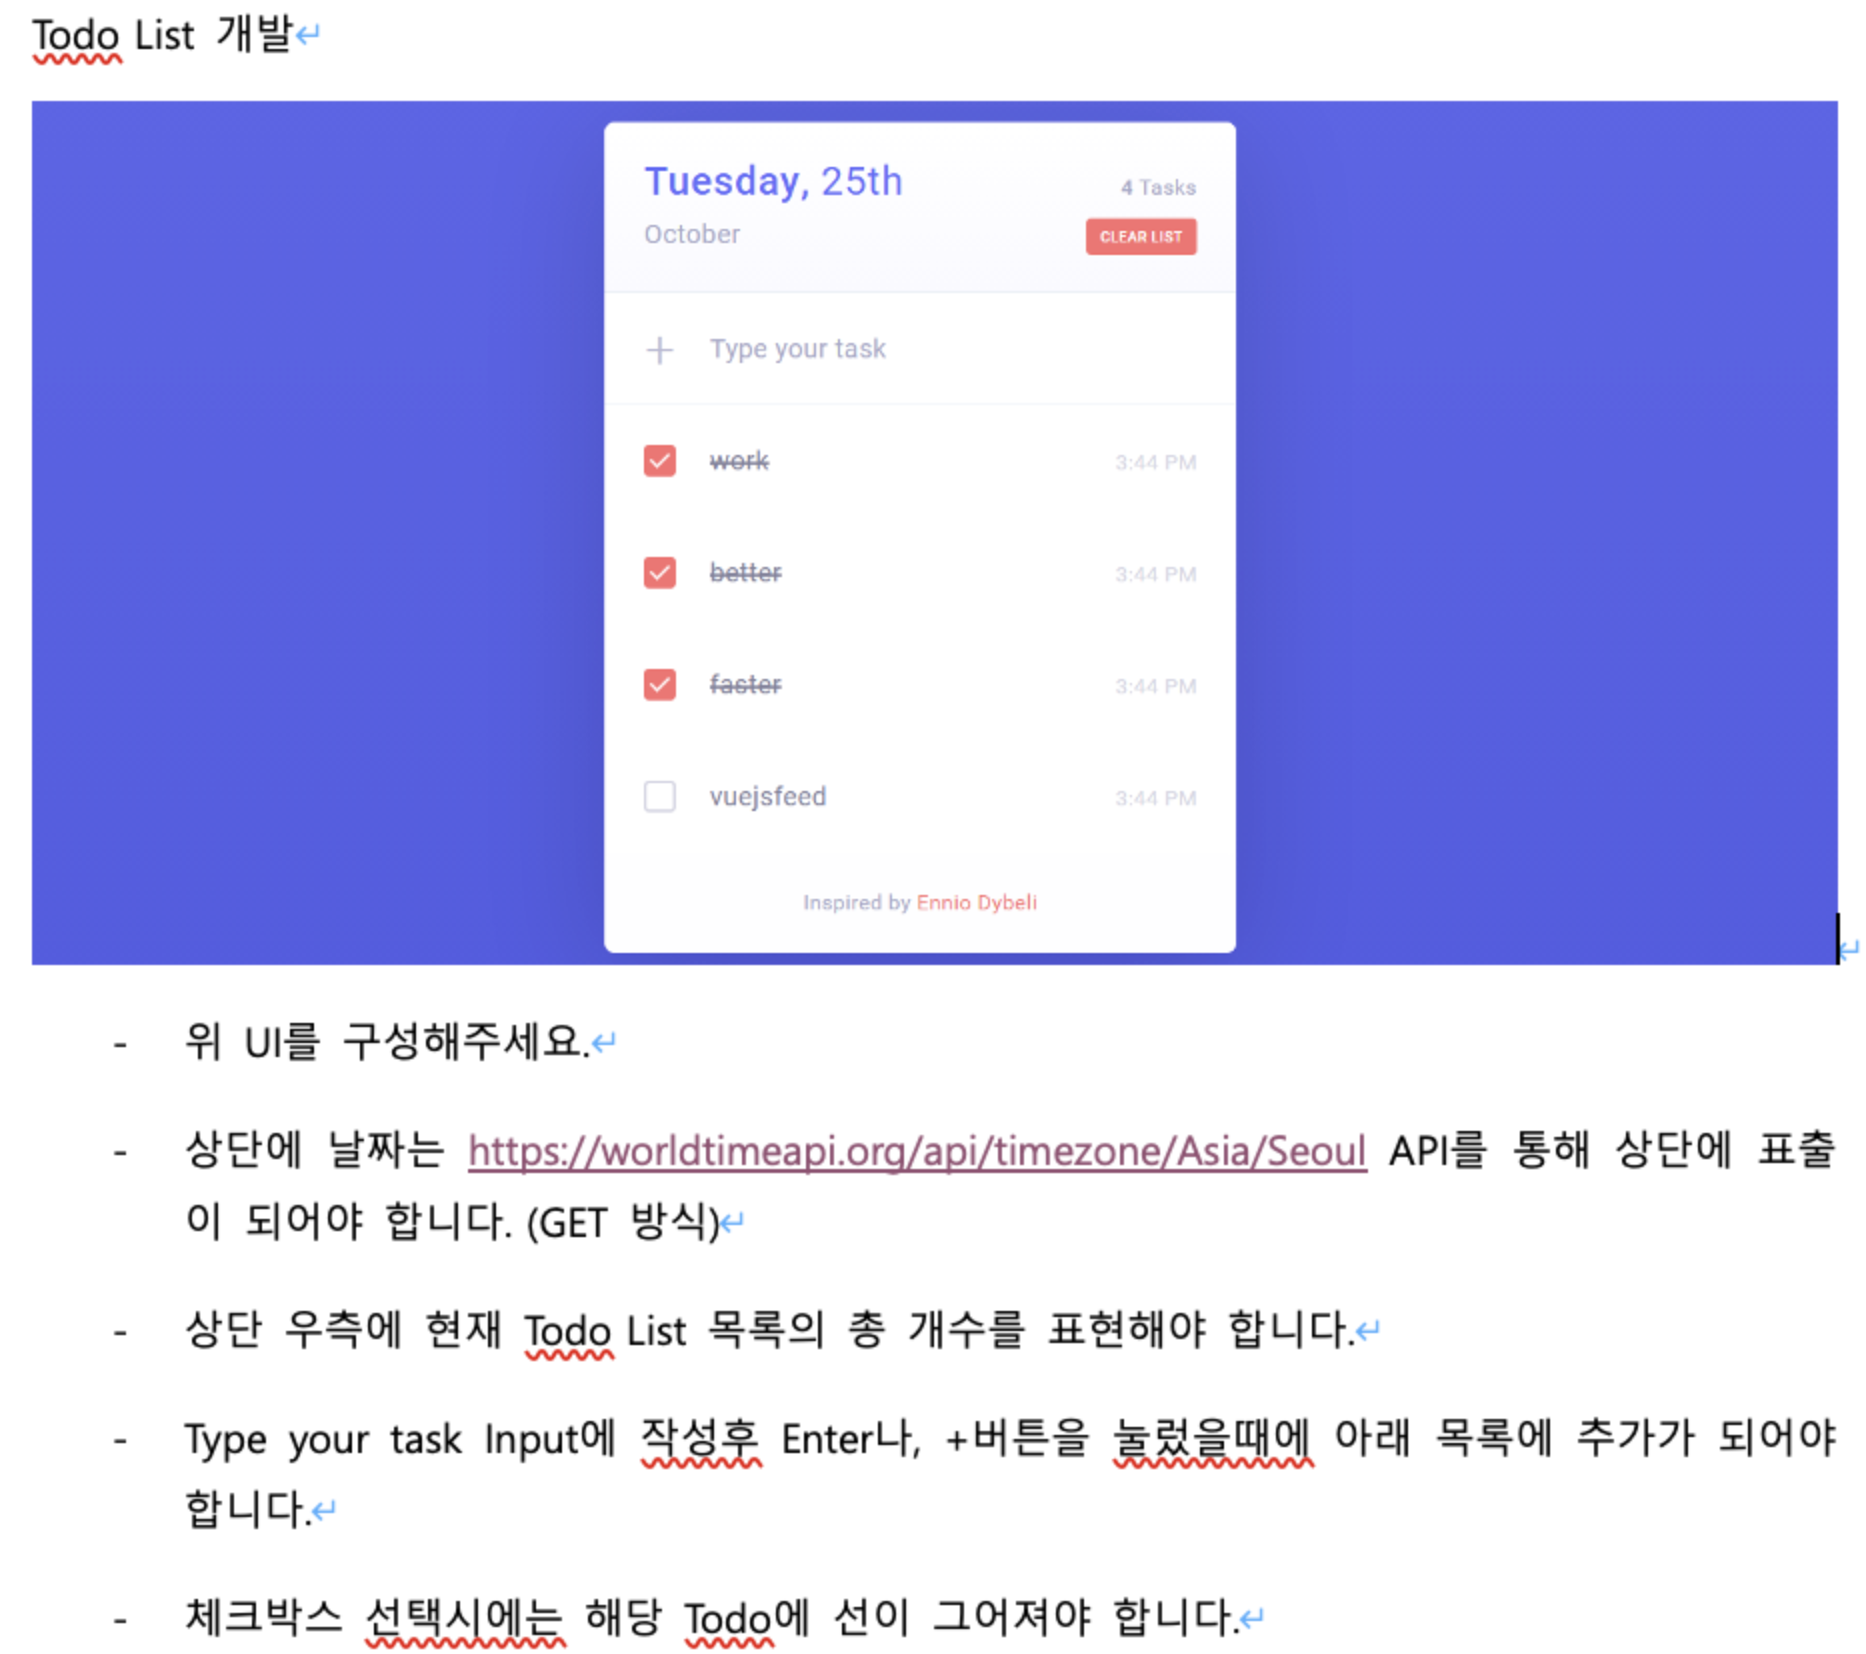 Todo List 개발
Tuesday, 25th
4 Tasks
October
CLEAR LIST
Type your task
work
3:44 PM
better
3:44 PM
faster
3:44 PM
vuejsfeed
3:44 PM
Inspired by Ennio Dybeli
- 위 UI를 구성해주세요.
- 상단에 날짜는 https://worldtimeapi.org/api/timezone/Asia/Seoul API를 통해 상단에 표출
이 되어야 합니다. (GET 방식)
- 상단 우측에 현재 Todo List 목록의 총 개수를 표현해야 합니다.
- Type your task Input에 작성후 Enter나, +버튼을 눌렀을때에 아래 목록에 추가가 되어야
합니다.
- 체크박스 선택시에는 해당 Todo에 선이 그어져야 합니다.